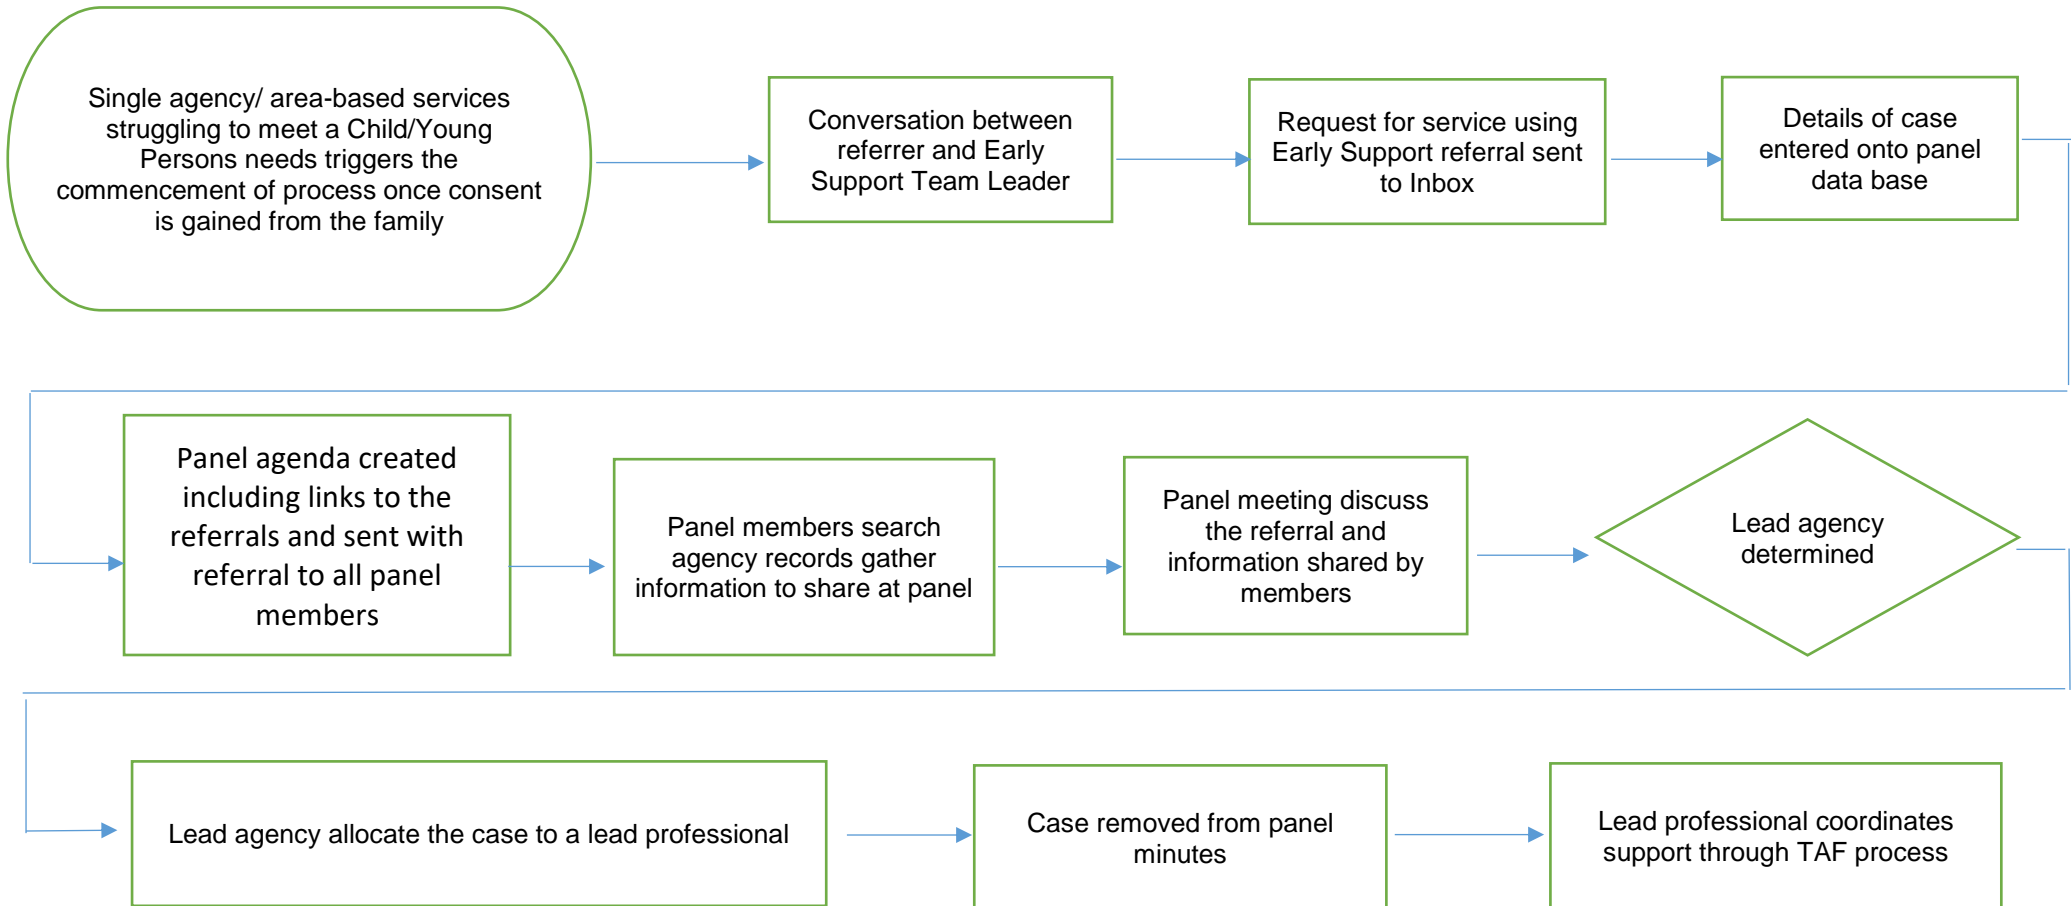 Single agency/ area-based services
struggling to meet a Child/Young
Persons needs triggers the
commencement of process once consent
is gained from the family
Conversation between
referrer and Early
Support Team Leader
Request for service using
Early Support referral sent
to Inbox
Details of case
entered onto panel
data base
Panel agenda created
including links to the
referrals and sent with
referral to all panel
members
Panel members search
agency records gather
information to share at panel
Panel meeting discuss
the referral and
information shared by
members
Lead agency
determined
Lead agency allocate the case to a lead professional
Case removed from panel
minutes
Lead professional coordinates
support through TAF process